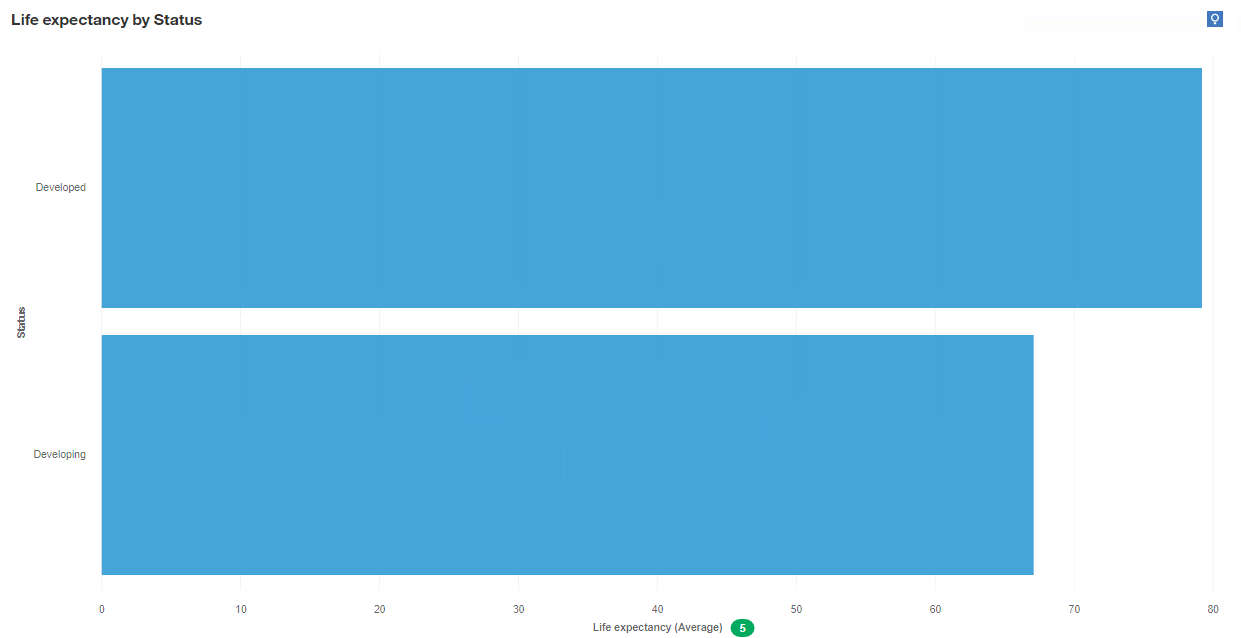 Life expectancy by Status
Developed
Status
Developing
0 10 20 30 40 50 60 70 80
Life expectancy (Average) 5